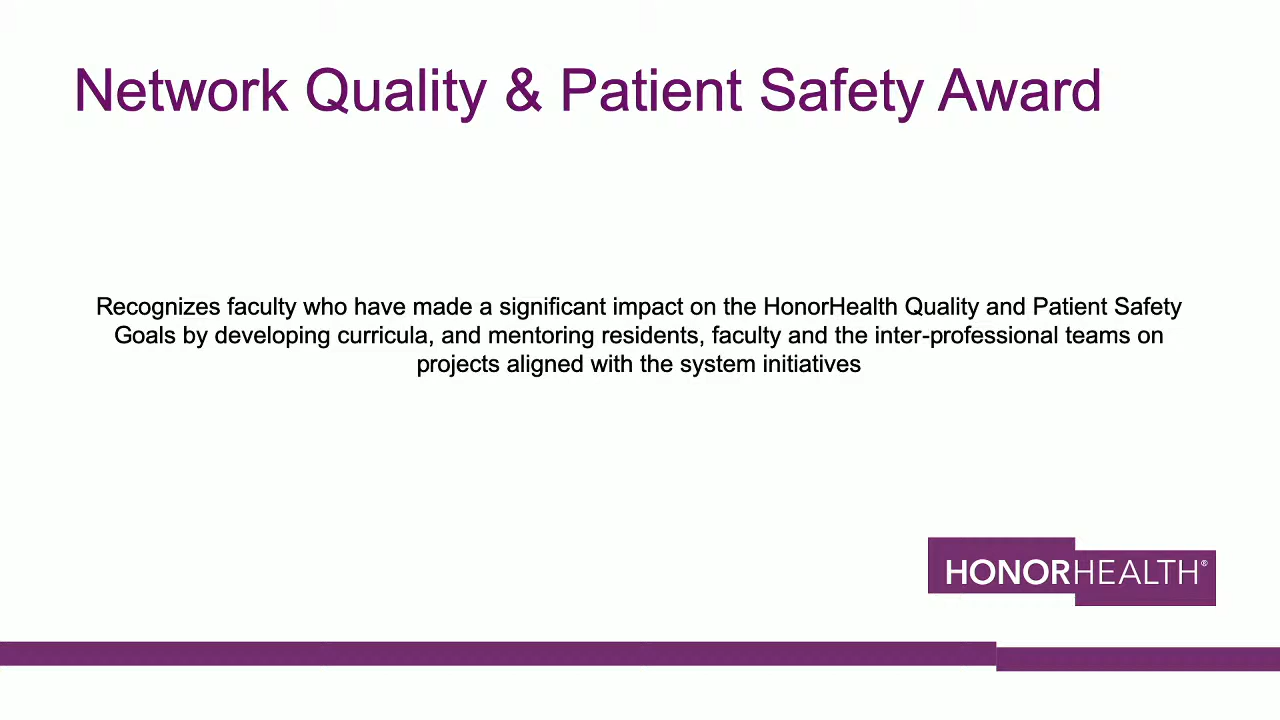 Network Quality & Patient Safety Award
Recognizes faculty who have made a significant impact on the HonorHealth Quality and Patient Safety
Goals by developing curricula, and mentoring residents, faculty and the inter-professional teams on
projects aligned with the system initiatives
HONORHEALTH®